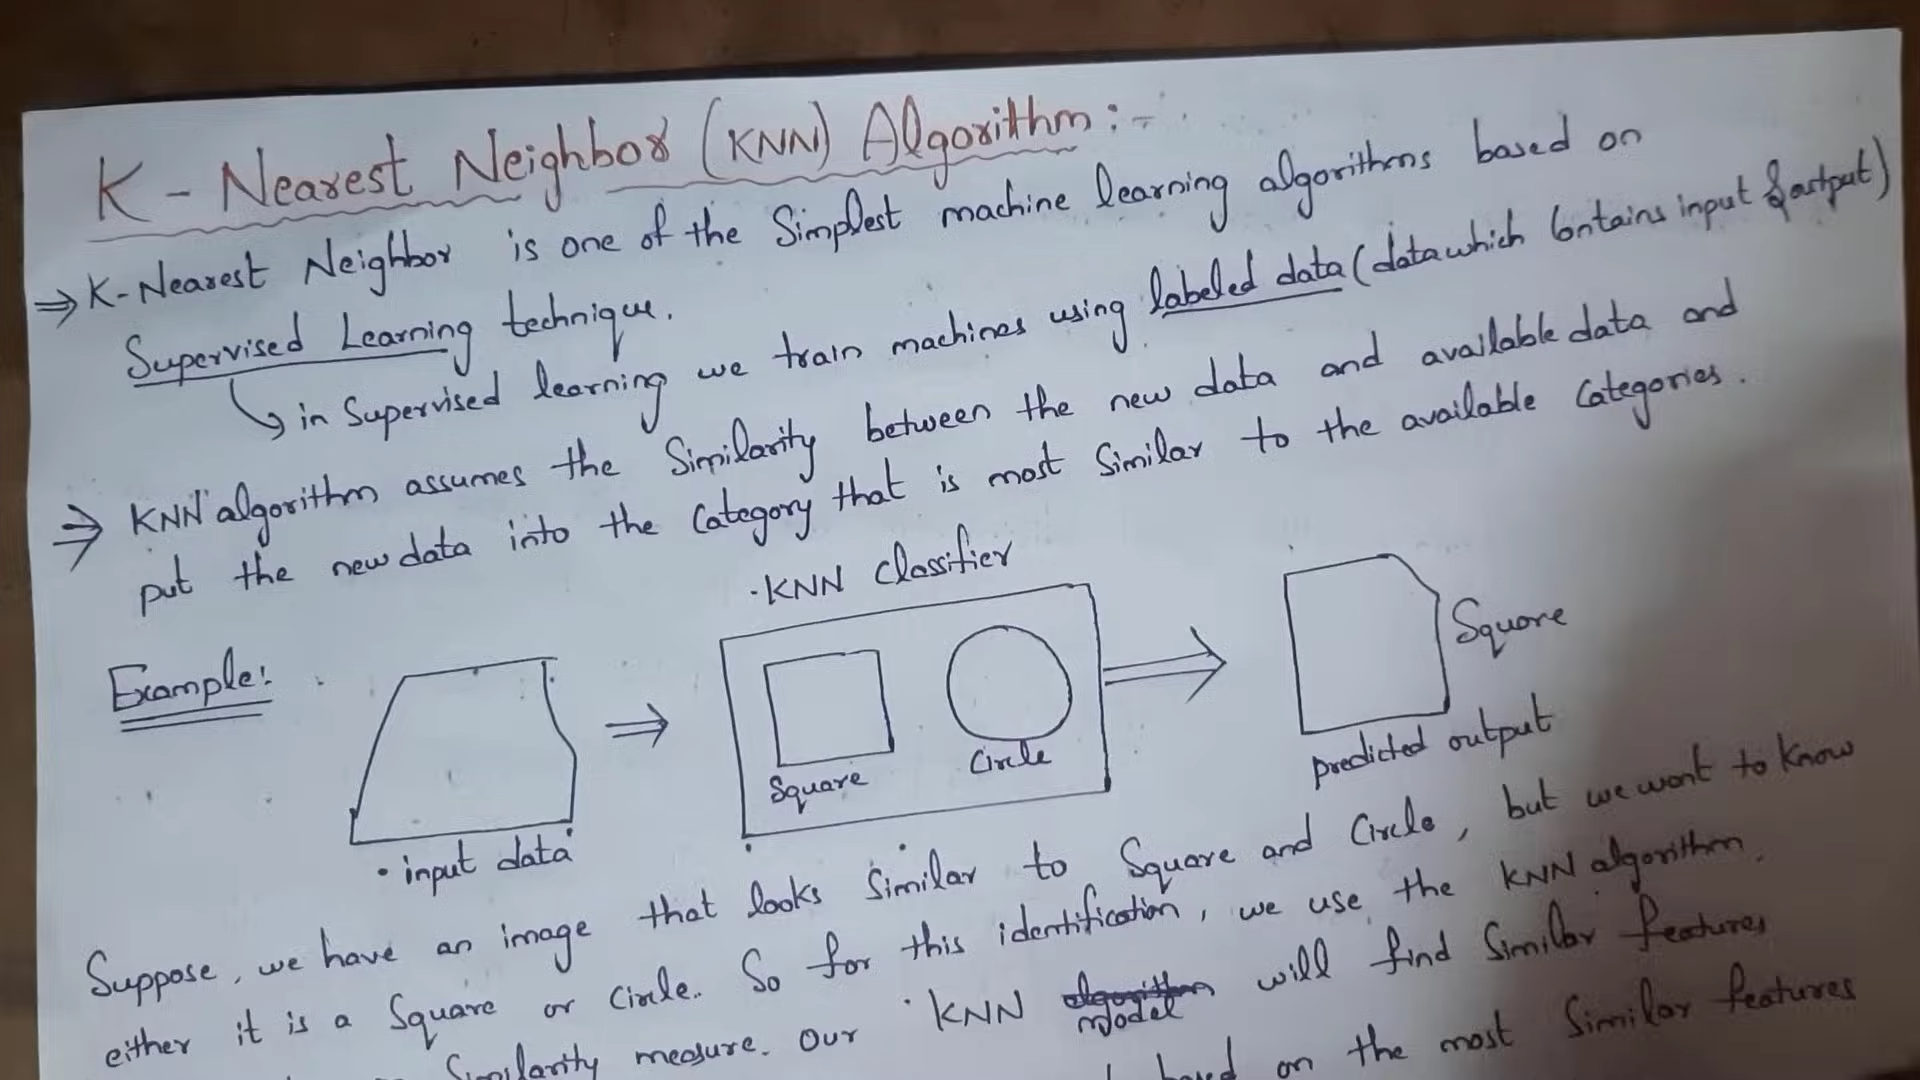 K - Nearest Neighbor (KNN) Algorithm :-
⇒ K-Nearest Neighbor is one of the Simplest machine learning algorithms based on
Supervised Learning technique.
↳ in Supervised learning we train machines using labeled data (data which Contains input & output)
⇒ KNN algorithm assumes the Similarity between the new data and available data and
put the new data into the Category that is most Similar to the available Categories.
KNN Classifier
Example:
Square
Square
Circle
input data
predicted output
Suppose, we have an image that looks Similar to Square and Circle, but we want to know
either it is a Square or Circle. So for this identification, we use the KNN algorithm.
Similarity measure. Our KNN algorithm model will find Similar features
based on the most Similar features